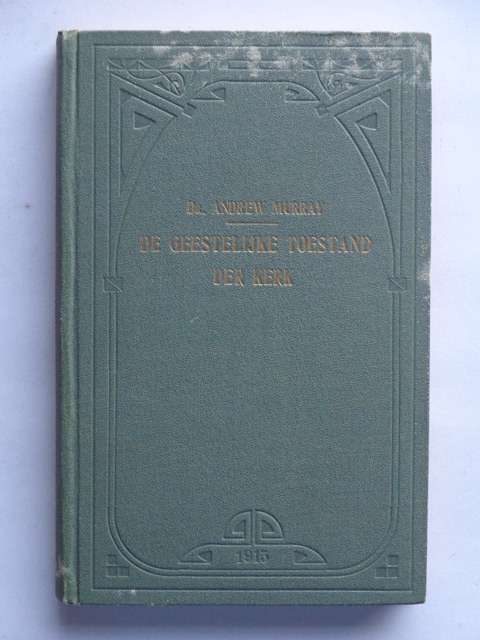 Dr. ANDREW MURRAY
DE GEESTELIJKE TOESTAND
DER KERK
1915